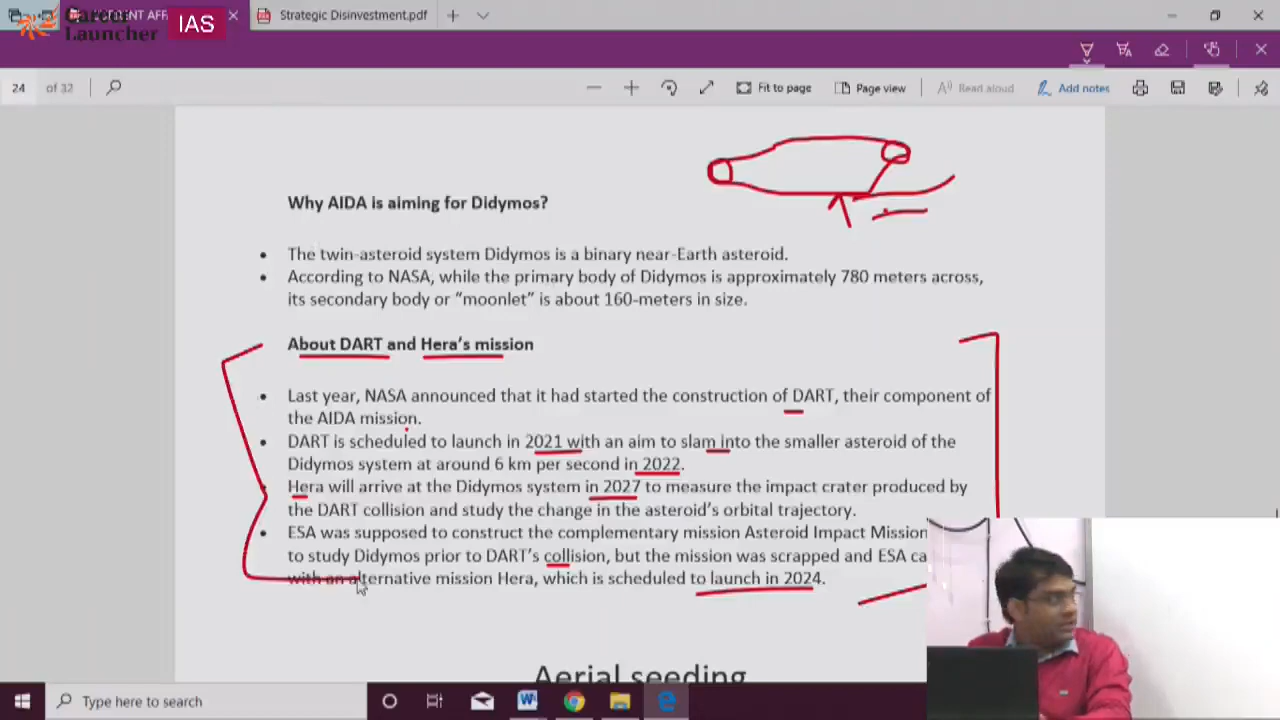 RRENT AFF
Strategic Disinvestment.pdf
Career
Launcher
IAS
24 of 32
Fit to page
Page view
Read aloud
Add notes
Why AIDA is aiming for Didymos?
• The twin-asteroid system Didymos is a binary near-Earth asteroid.
• According to NASA, while the primary body of Didymos is approximately 780 meters across,
its secondary body or “moonlet” is about 160-meters in size.
About DART and Hera's mission
• Last year, NASA announced that it had started the construction of DART, their component of
the AIDA mission.
• DART is scheduled to launch in 2021 with an aim to slam into the smaller asteroid of the
Didymos system at around 6 km per second in 2022.
• Hera will arrive at the Didymos system in 2027 to measure the impact crater produced by
the DART collision and study the change in the asteroid's orbital trajectory.
• ESA was supposed to construct the complementary mission Asteroid Impact Mission
to study Didymos prior to DART's collision, but the mission was scrapped and ESA ca
with an alternative mission Hera, which is scheduled to launch in 2024.
Aerial seeding
Type here to search